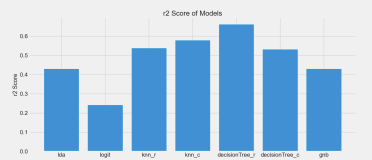 r2 Score of Models
r2 Score
0.6
0.5
0.4
0.3
0.2
0.1
0.0
lda
logit
knn_r
knn_c
decisionTree_r
decisionTree_c
gnb